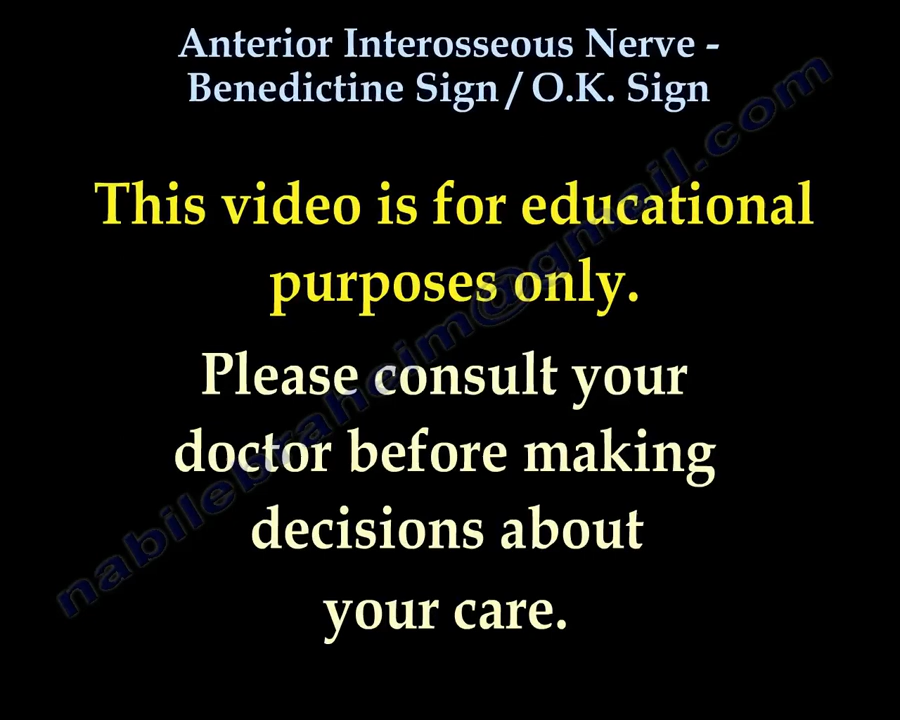 Anterior Interosseous Nerve -
Benedictine Sign / O.K. Sign
This video is for educational
purposes only.
Please consult your
doctor before making
decisions about
your care.
nabilebraheim@gmail.com